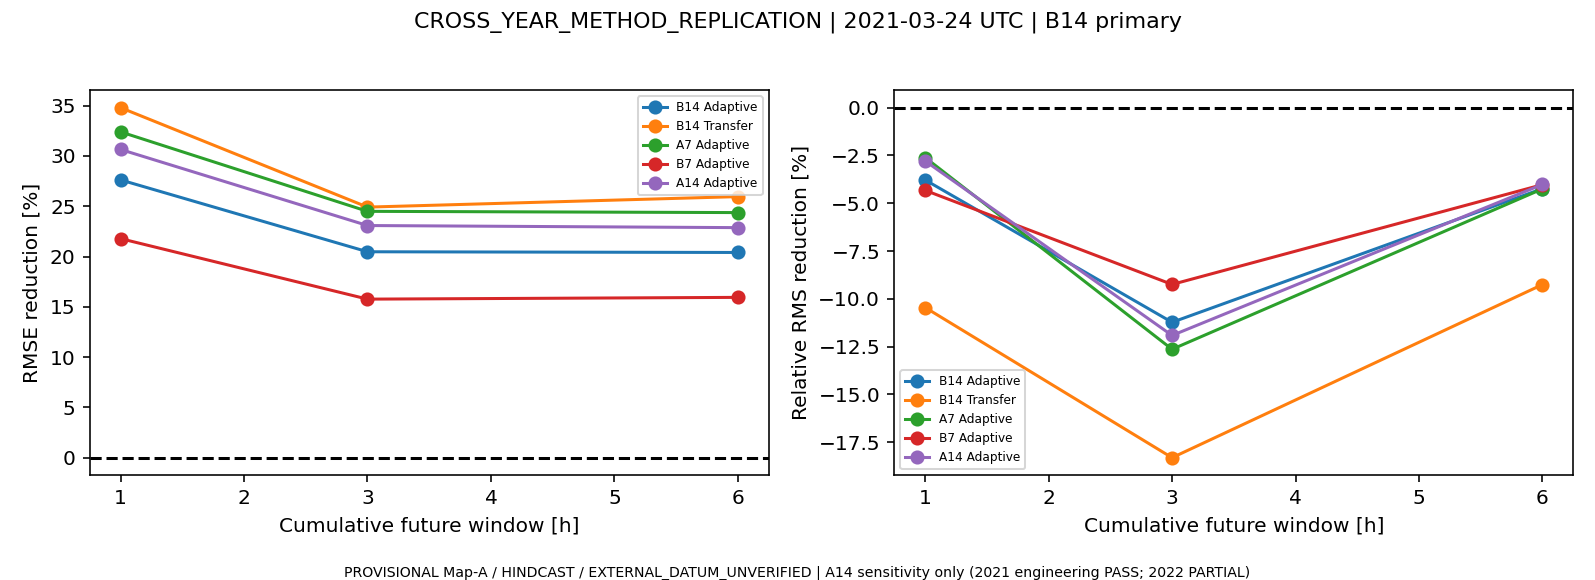 CROSS_YEAR_METHOD_REPLICATION | 2021-03-24 UTC | B14 primary
RMSE reduction [%]
35
30
25
20
15
10
5
0
B14 Adaptive
B14 Transfer
A7 Adaptive
B7 Adaptive
A14 Adaptive
1 2 3 4 5 6
Cumulative future window [h]
Relative RMS reduction [%]
0.0
−2.5
−5.0
−7.5
−10.0
−12.5
−15.0
−17.5
B14 Adaptive
B14 Transfer
A7 Adaptive
B7 Adaptive
A14 Adaptive
1 2 3 4 5 6
Cumulative future window [h]
PROVISIONAL Map-A / HINDCAST / EXTERNAL_DATUM_UNVERIFIED | A14 sensitivity only (2021 engineering PASS; 2022 PARTIAL)